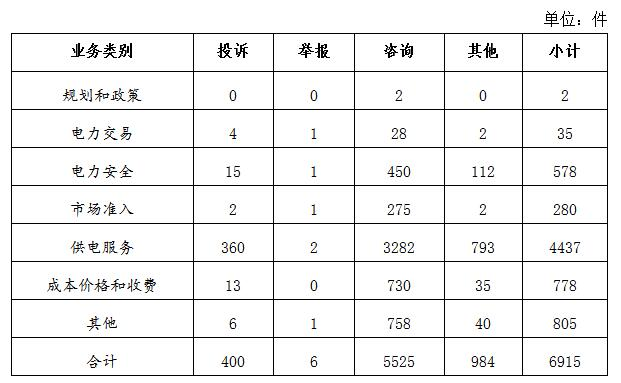 单位：件
业务类别 投诉 举报 咨询 其他 小计
规划和政策 0 0 2 0 2
电力交易 4 1 28 2 35
电力安全 15 1 450 112 578
市场准入 2 1 275 2 280
供电服务 360 2 3282 793 4437
成本价格和收费 13 0 730 35 778
其他 6 1 758 40 805
合计 400 6 5525 984 6915